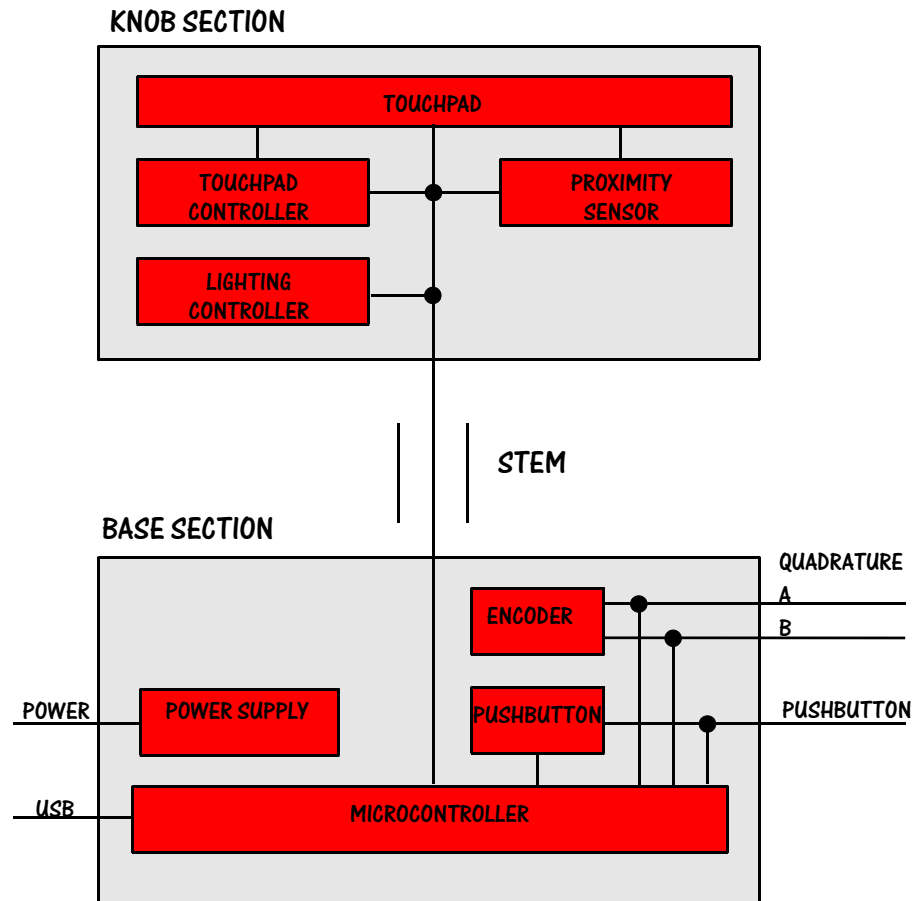 KNOB SECTION
TOUCHPAD
TOUCHPAD
CONTROLLER
PROXIMITY
SENSOR
LIGHTING
CONTROLLER
STEM
BASE SECTION
QUADRATURE
A
ENCODER
B
POWER
POWER SUPPLY
PUSHBUTTON
PUSHBUTTON
USB
MICROCONTROLLER